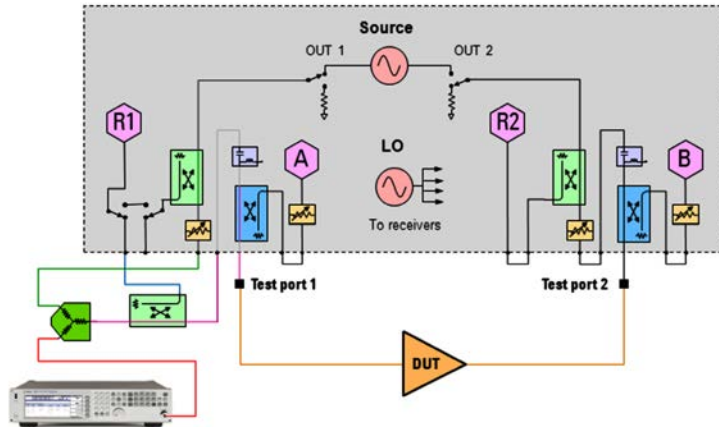 Source
OUT 1
OUT 2
R1
A
LO
R2
B
To receivers
Test port 1
Test port 2
DUT